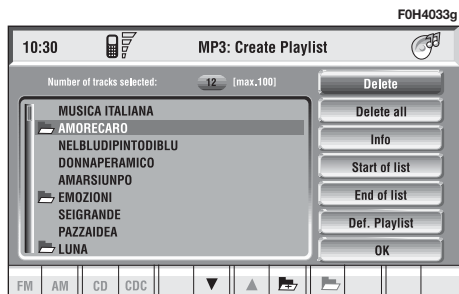 F0H4033g
10:30 MP3: Create Playlist
Number of tracks selected: 12 [max.100]
Delete
MUSICA ITALIANA
Delete all
AMORECARO
NELBLUDIPINTODIBLU
Info
DONNAPERAMICO
Start of list
AMARSIUNPO
EMOZIONI
End of list
SEIGRANDE
Def. Playlist
PAZZAIDEA
LUNA
OK
FM AM CD CDC